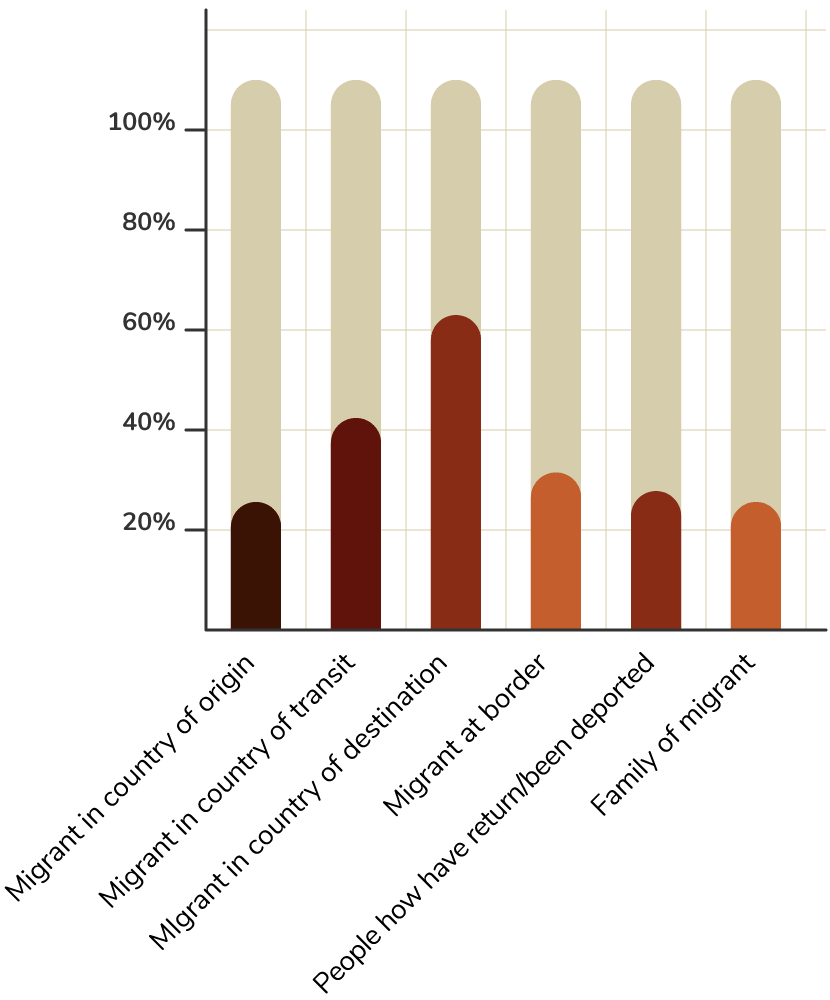 100%
80%
60%
40%
20%
Migrant in country of origin
Migrant in country of transit
MIgrant in country of destination
Migrant at border
People how have return/been deported
Family of migrant